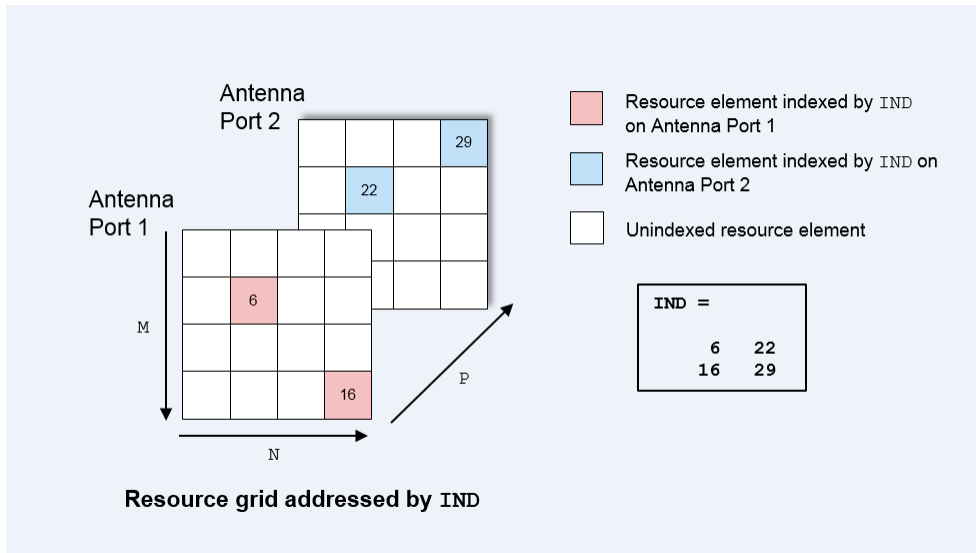 Antenna
Port 2
29
22
Antenna
Port 1
6
16
M
N
P
Resource grid addressed by IND
Resource element indexed by IND
on Antenna Port 1
Resource element indexed by IND on
Antenna Port 2
Unindexed resource element
IND =
6 22
16 29